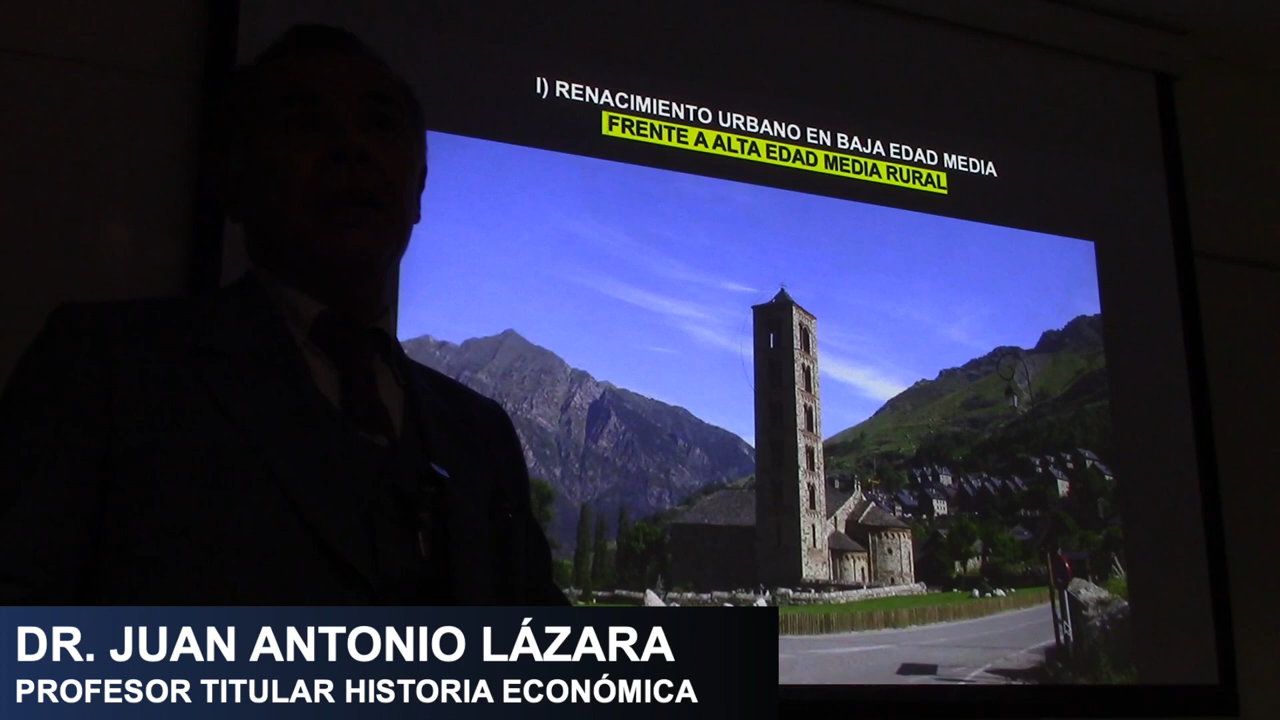 I) RENACIMIENTO URBANO EN BAJA EDAD MEDIA
FRENTE A ALTA EDAD MEDIA RURAL
DR. JUAN ANTONIO LÁZARA
PROFESOR TITULAR HISTORIA ECONÓMICA